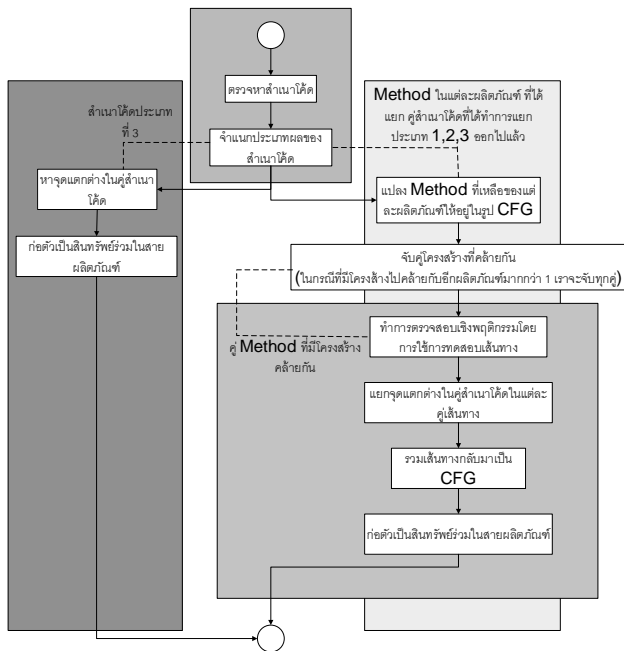 ตรวจหาสำเนาโค้ด
สำเนาโค้ดประเภท
ที่ 3
จำแนกประเภทผลของ
สำเนาโค้ด
Method ในแต่ละผลิตภัณฑ์ ที่ได้
แยก คู่สำเนาโค้ดที่ได้ทำการแยก
ประเภท 1,2,3 ออกไปแล้ว
หาจุดแตกต่างในคู่สำเนา
โค้ด
แปลง Method ที่เหลือของแต่
ละผลิตภัณฑ์ให้อยู่ในรูป CFG
ก่อตัวเป็นสินทรัพย์ร่วมในสาย
ผลิตภัณฑ์
จับคู่โครงสร้างที่คล้ายกัน
(ในกรณีที่มีโครงส้างไปคล้ายกับอีกผลิตภัณฑ์มากกว่า 1 เราจะจับทุกคู่)
คู่ Method ที่มีโครงสร้าง
คล้ายกัน
ทำการตรวจสอบเชิงพฤติกรรมโดย
การใช้การทดสอบเส้นทาง
แยกจุดแตกต่างในคู่สำเนาโค้ดในแต่ละ
คู่เส้นทาง
รวมเส้นทางกลับมาเป็น
CFG
ก่อตัวเป็นสินทรัพย์ร่วมในสายผลิตภัณฑ์